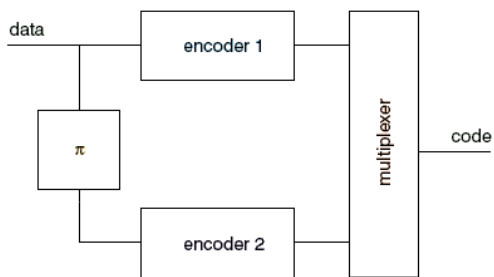 data
encoder 1
π
multiplexer
code
encoder 2